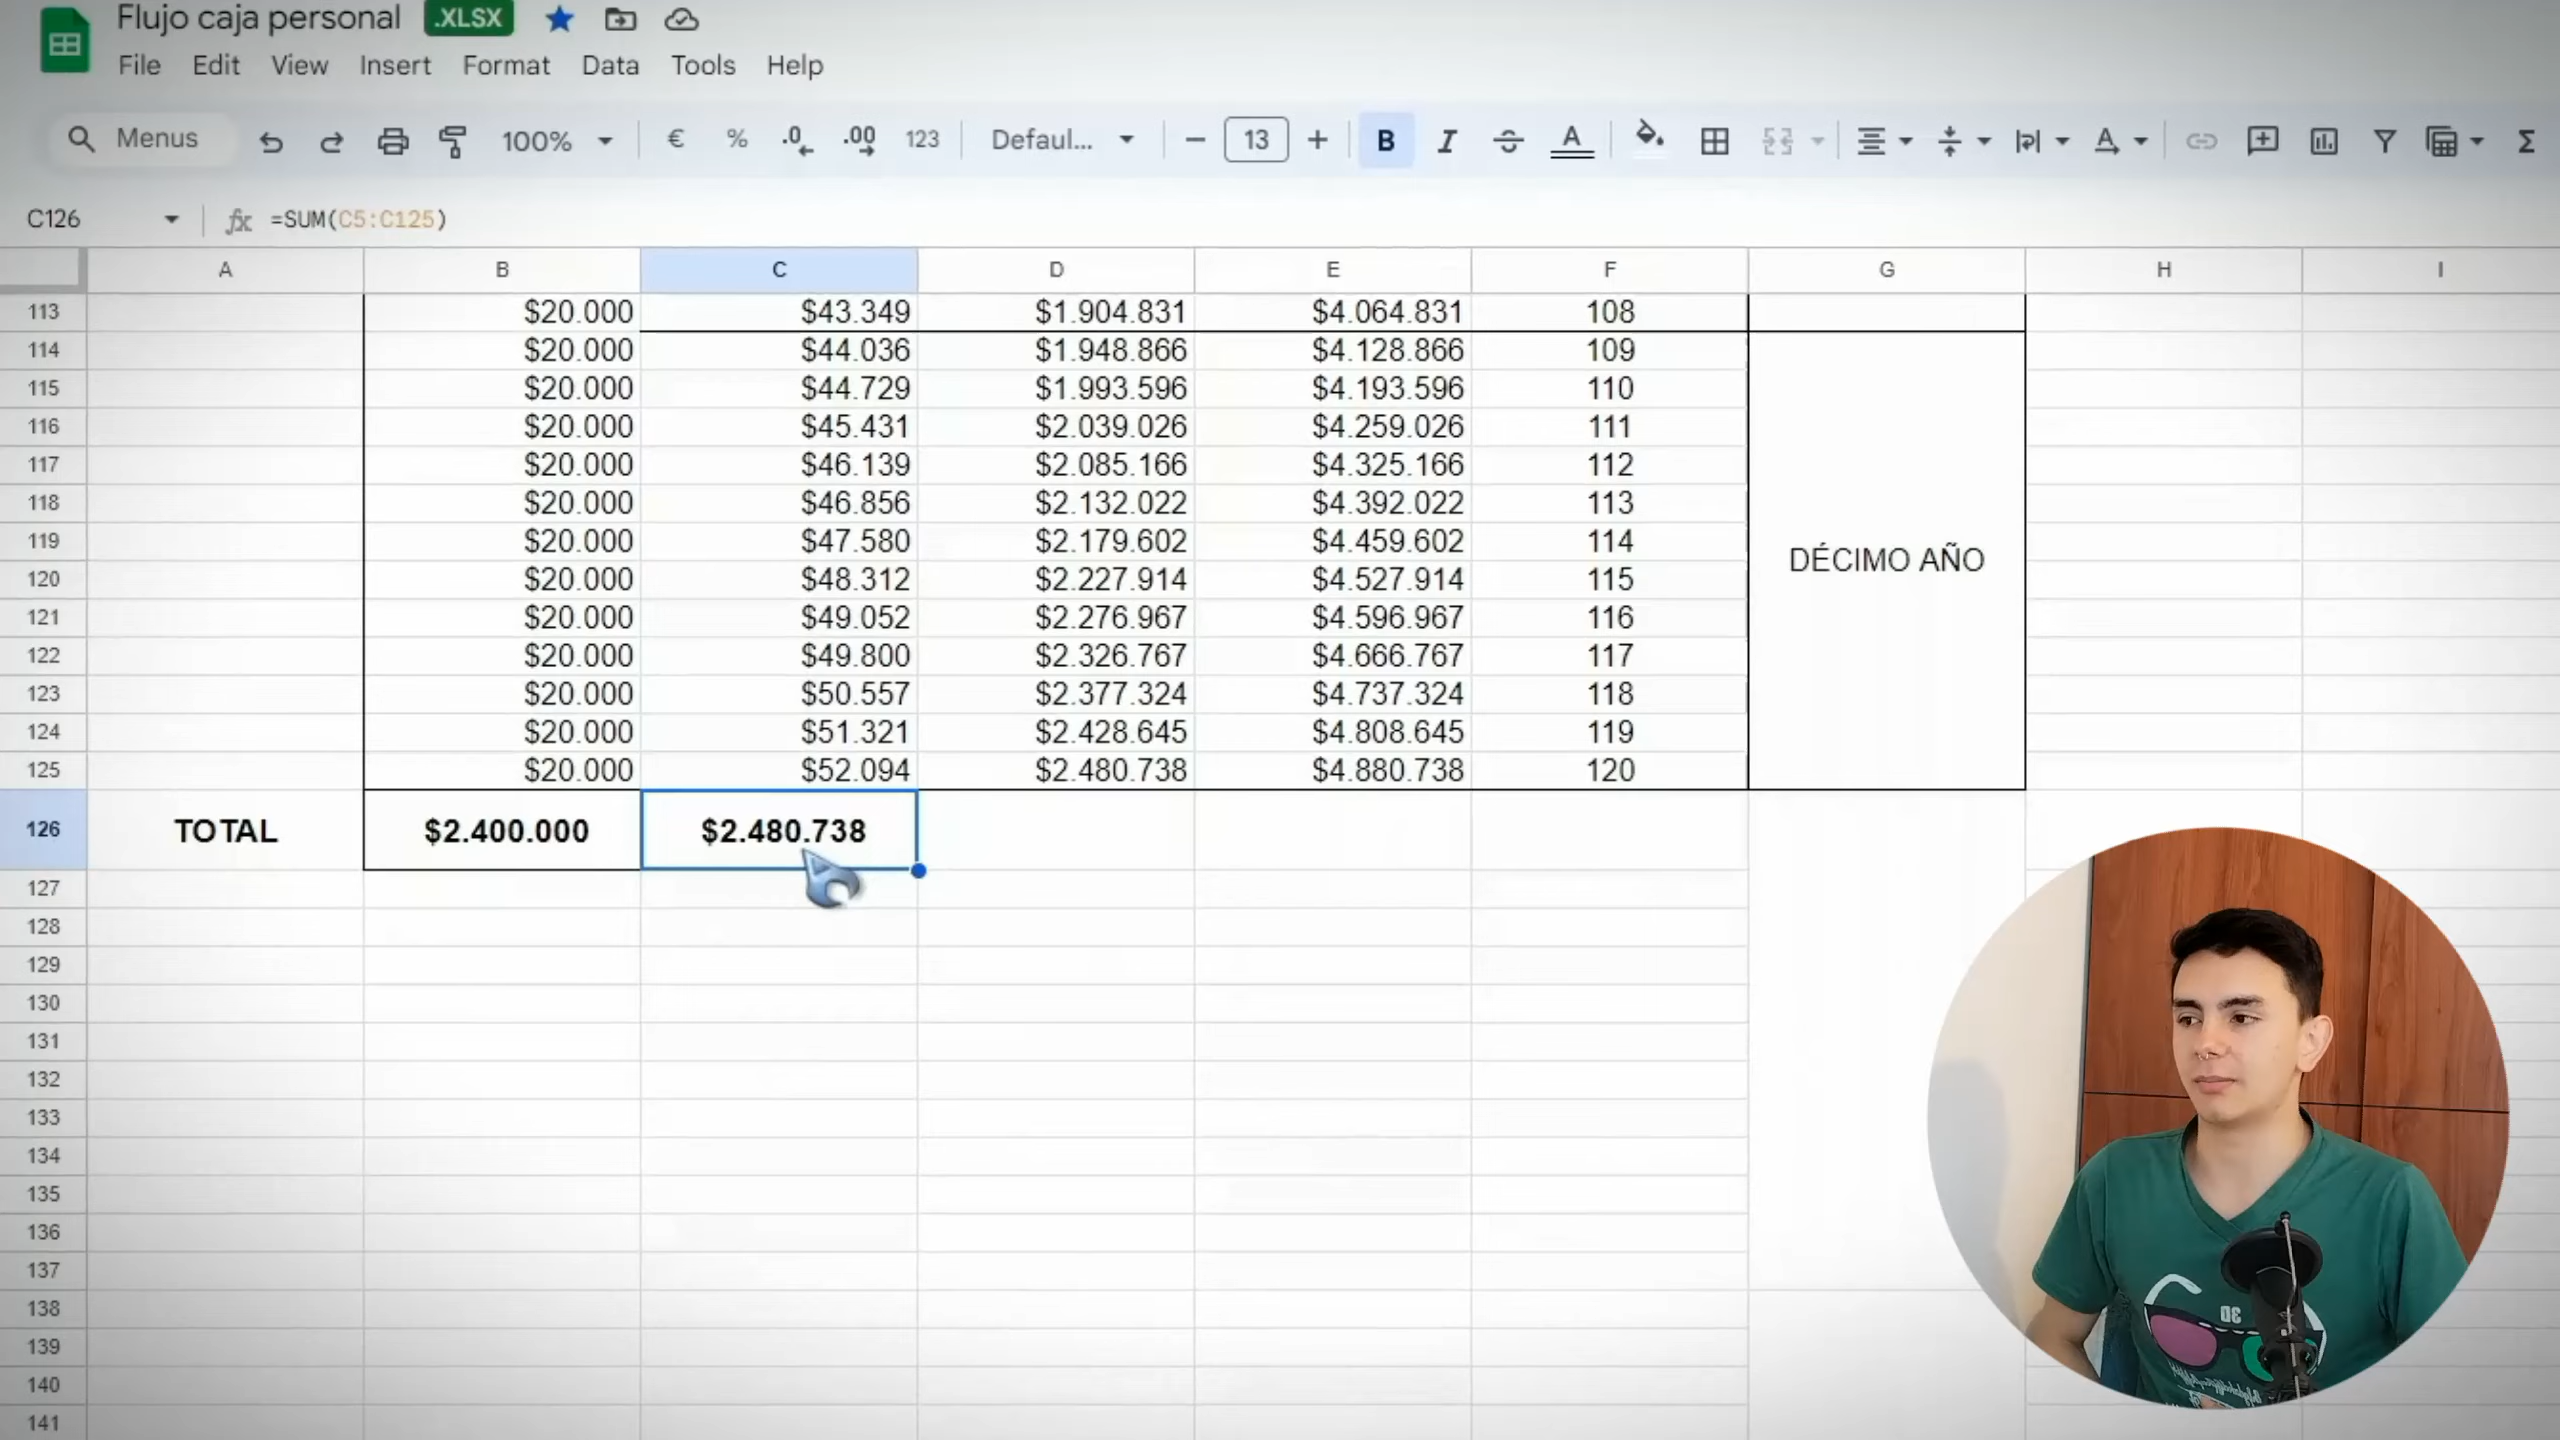 Flujo caja personal .XLSX
File Edit View Insert Format Data Tools Help
Menus 100% € % .0 .00 123 Defaul... 13 B I A A Σ
C126 fx =SUM(C5:C125)
A B C D E F G H I
113 $20.000 $43.349 $1.904.831 $4.064.831 108
114 $20.000 $44.036 $1.948.866 $4.128.866 109
115 $20.000 $44.729 $1.993.596 $4.193.596 110
116 $20.000 $45.431 $2.039.026 $4.259.026 111
117 $20.000 $46.139 $2.085.166 $4.325.166 112
118 $20.000 $46.856 $2.132.022 $4.392.022 113
119 $20.000 $47.580 $2.179.602 $4.459.602 114
DÉCIMO AÑO
120 $20.000 $48.312 $2.227.914 $4.527.914 115
121 $20.000 $49.052 $2.276.967 $4.596.967 116
122 $20.000 $49.800 $2.326.767 $4.666.767 117
123 $20.000 $50.557 $2.377.324 $4.737.324 118
124 $20.000 $51.321 $2.428.645 $4.808.645 119
125 $20.000 $52.094 $2.480.738 $4.880.738 120
126 TOTAL $2.400.000 $2.480.738
127
128
129
130
131
132
133
134
135
136
137
138
139
140
141